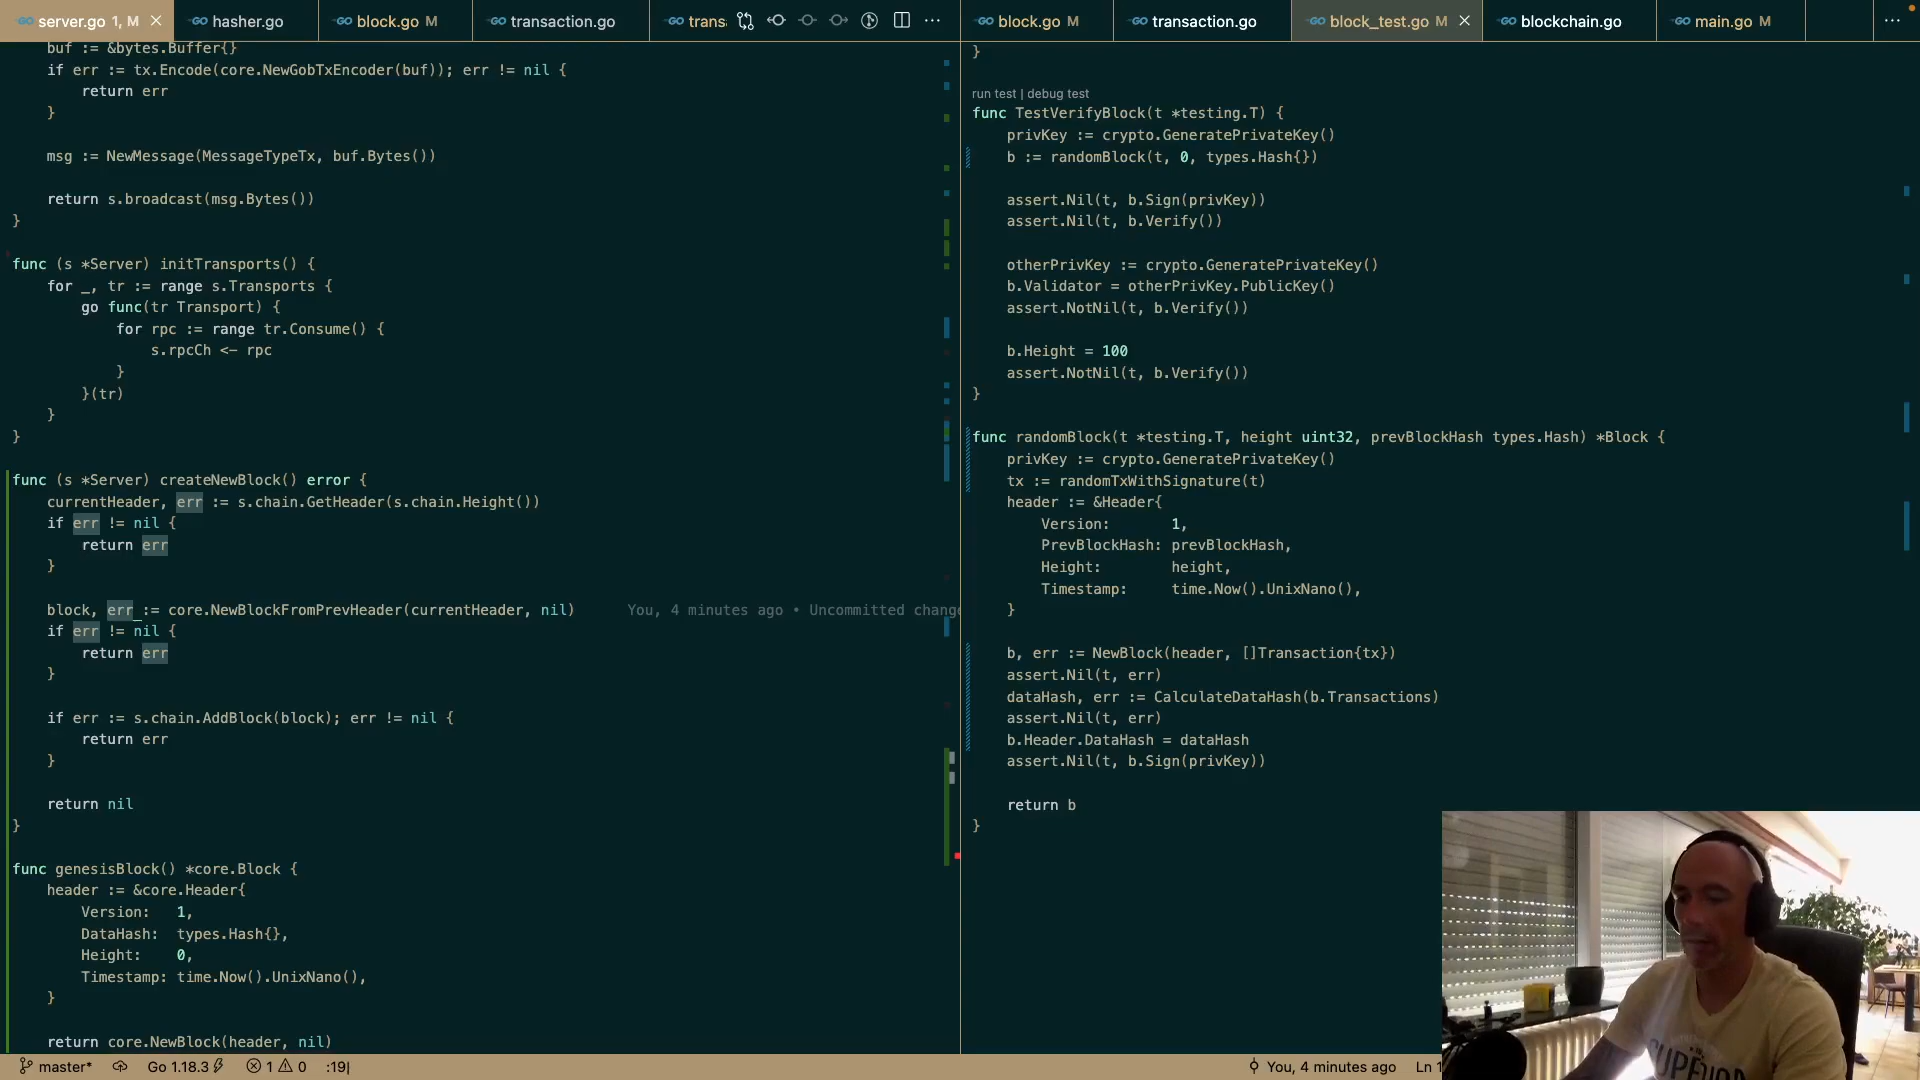 server.go 1, M
hasher.go
block.go M
transaction.go
trans
block.go M
transaction.go
block_test.go M
blockchain.go
main.go M
buf := &bytes.Buffer{}
if err := tx.Encode(core.NewGobTxEncoder(buf)); err != nil {
return err
}
msg := NewMessage(MessageTypeTx, buf.Bytes())
return s.broadcast(msg.Bytes())
}
func (s *Server) initTransports() {
for _, tr := range s.Transports {
go func(tr Transport) {
for rpc := range tr.Consume() {
s.rpcCh <- rpc
}
}(tr)
}
}
func (s *Server) createNewBlock() error {
currentHeader, err := s.chain.GetHeader(s.chain.Height())
if err != nil {
return err
}
block, err := core.NewBlockFromPrevHeader(currentHeader, nil) You, 4 minutes ago • Uncommitted chang
if err != nil {
return err
}
if err := s.chain.AddBlock(block); err != nil {
return err
}
return nil
}
func genesisBlock() *core.Block {
header := &core.Header{
Version: 1,
DataHash: types.Hash{},
Height: 0,
Timestamp: time.Now().UnixNano(),
}
return core.NewBlock(header, nil)
}
run test | debug test
func TestVerifyBlock(t *testing.T) {
privKey := crypto.GeneratePrivateKey()
b := randomBlock(t, 0, types.Hash{})
assert.Nil(t, b.Sign(privKey))
assert.Nil(t, b.Verify())
otherPrivKey := crypto.GeneratePrivateKey()
b.Validator = otherPrivKey.PublicKey()
assert.NotNil(t, b.Verify())
b.Height = 100
assert.NotNil(t, b.Verify())
}
func randomBlock(t *testing.T, height uint32, prevBlockHash types.Hash) *Block {
privKey := crypto.GeneratePrivateKey()
tx := randomTxWithSignature(t)
header := &Header{
Version: 1,
PrevBlockHash: prevBlockHash,
Height: height,
Timestamp: time.Now().UnixNano(),
}
b, err := NewBlock(header, []Transaction{tx})
assert.Nil(t, err)
dataHash, err := CalculateDataHash(b.Transactions)
assert.Nil(t, err)
b.Header.DataHash = dataHash
assert.Nil(t, b.Sign(privKey))
return b
}
master* Go 1.18.3 1 0 :19| You, 4 minutes ago Ln 1